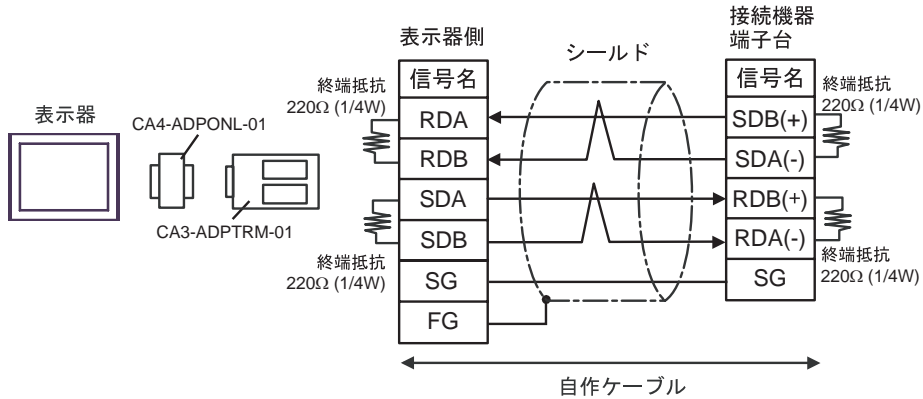 表示器
CA4-ADPONL-01
CA3-ADPTRM-01
表示器側
信号名
RDA
RDB
SDA
SDB
SG
FG
終端抵抗
220Ω (1/4W)
終端抵抗
220Ω (1/4W)
シールド
接続機器
端子台
信号名
SDB(+)
SDA(-)
RDB(+)
RDA(-)
SG
終端抵抗
220Ω (1/4W)
終端抵抗
220Ω (1/4W)
自作ケーブル